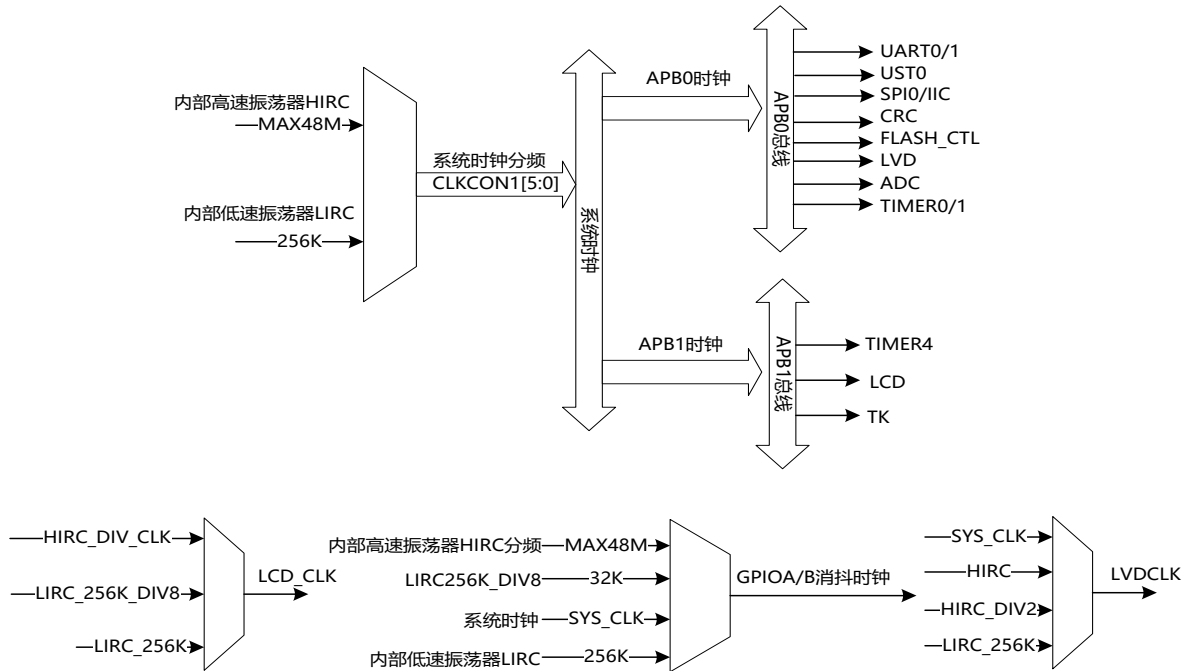 内部高速振荡器HIRC
MAX48M
内部低速振荡器LIRC
256K
系统时钟分频
CLKCON1[5:0]
系统时钟
APB0时钟
APB0总线
UART0/1
UST0
SPI0/IIC
CRC
FLASH_CTL
LVD
ADC
TIMER0/1
APB1时钟
APB1总线
TIMER4
LCD
TK
HIRC_DIV_CLK
LIRC_256K_DIV8
LIRC_256K
LCD_CLK
内部高速振荡器HIRC分频 MAX48M
LIRC256K_DIV8 32K
系统时钟 SYS_CLK
内部低速振荡器LIRC 256K
GPIOA/B消抖时钟
SYS_CLK
HIRC
HIRC_DIV2
LIRC_256K
LVDCLK